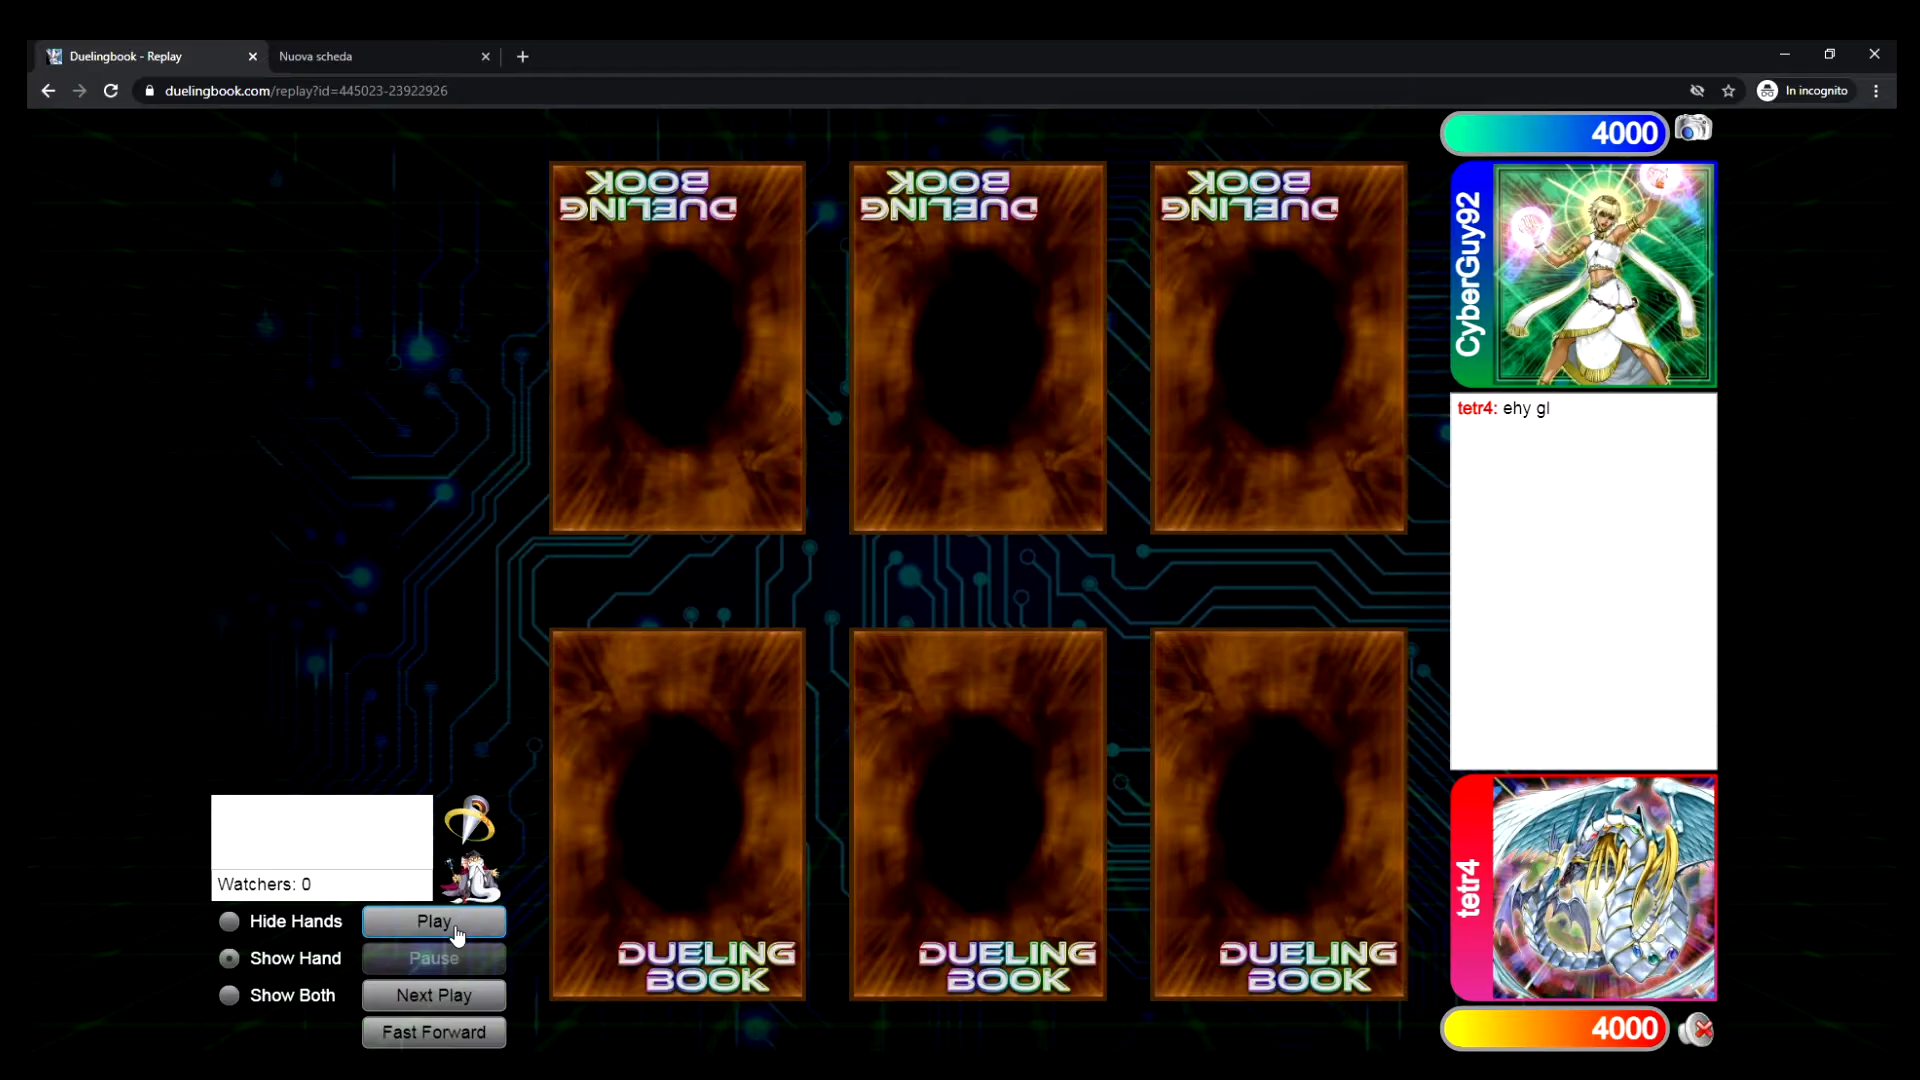 Duelingbook - Replay
Nuova scheda
duelingbook.com/replay?id=445023-23922926
In incognito
4000
DUELING
BOOK
DUELING
BOOK
DUELING
BOOK
CyberGuy92
tetr4: ehy gl
Watchers: 0
Hide Hands
Show Hand
Show Both
Play
Pause
Next Play
Fast Forward
DUELING
BOOK
DUELING
BOOK
DUELING
BOOK
tetr4
4000